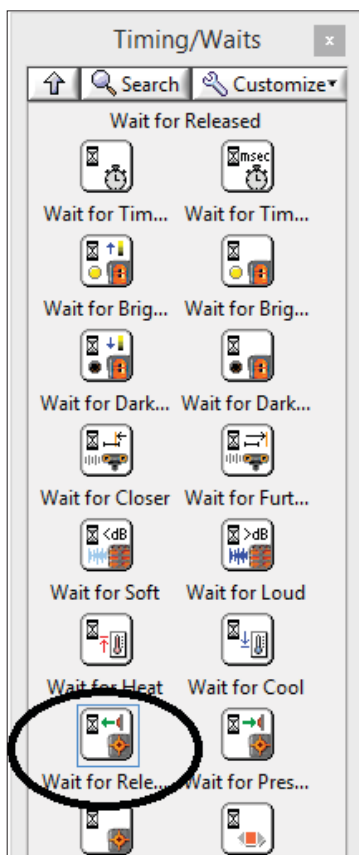 Timing/Waits
x
Search Customize
Wait for Released
msec
Wait for Tim... Wait for Tim...
Wait for Brig... Wait for Brig...
Wait for Dark... Wait for Dark...
Wait for Closer Wait for Furt...
<dB >dB
Wait for Soft Wait for Loud
Wait for Heat Wait for Cool
Wait for Rele... Wait for Pres...